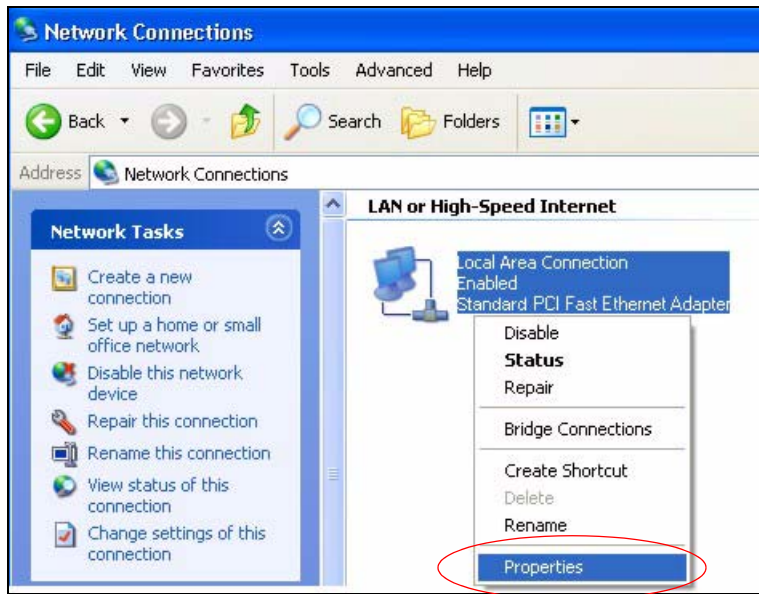 Network Connections
File Edit View Favorites Tools Advanced Help
Back Search Folders
Address Network Connections
Network Tasks
Create a new
connection
Set up a home or small
office network
Disable this network
device
Repair this connection
Rename this connection
View status of this
connection
Change settings of this
connection
LAN or High-Speed Internet
Local Area Connection
Enabled
Standard PCI Fast Ethernet Adapter
Disable
Status
Repair
Bridge Connections
Create Shortcut
Delete
Rename
Properties